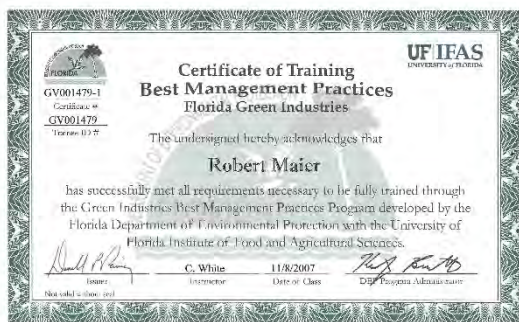 FLORIDA
UF IFAS
UNIVERSITY of FLORIDA
Certificate of Training
Best Management Practices
Florida Green Industries
GV001479-1
Certificate #
GV001479
Trainee ID #
The undersigned hereby acknowledges that
Robert Maier
has successfully met all requirements necessary to be fully trained through
the Green Industries Best Management Practices Program developed by the
Florida Department of Environmental Protection with the University of
Florida Institute of Food and Agricultural Sciences.
C. White
11/8/2007
Issuer
Instructor
Date of Class
DEP Program Administrator
Not valid without seal